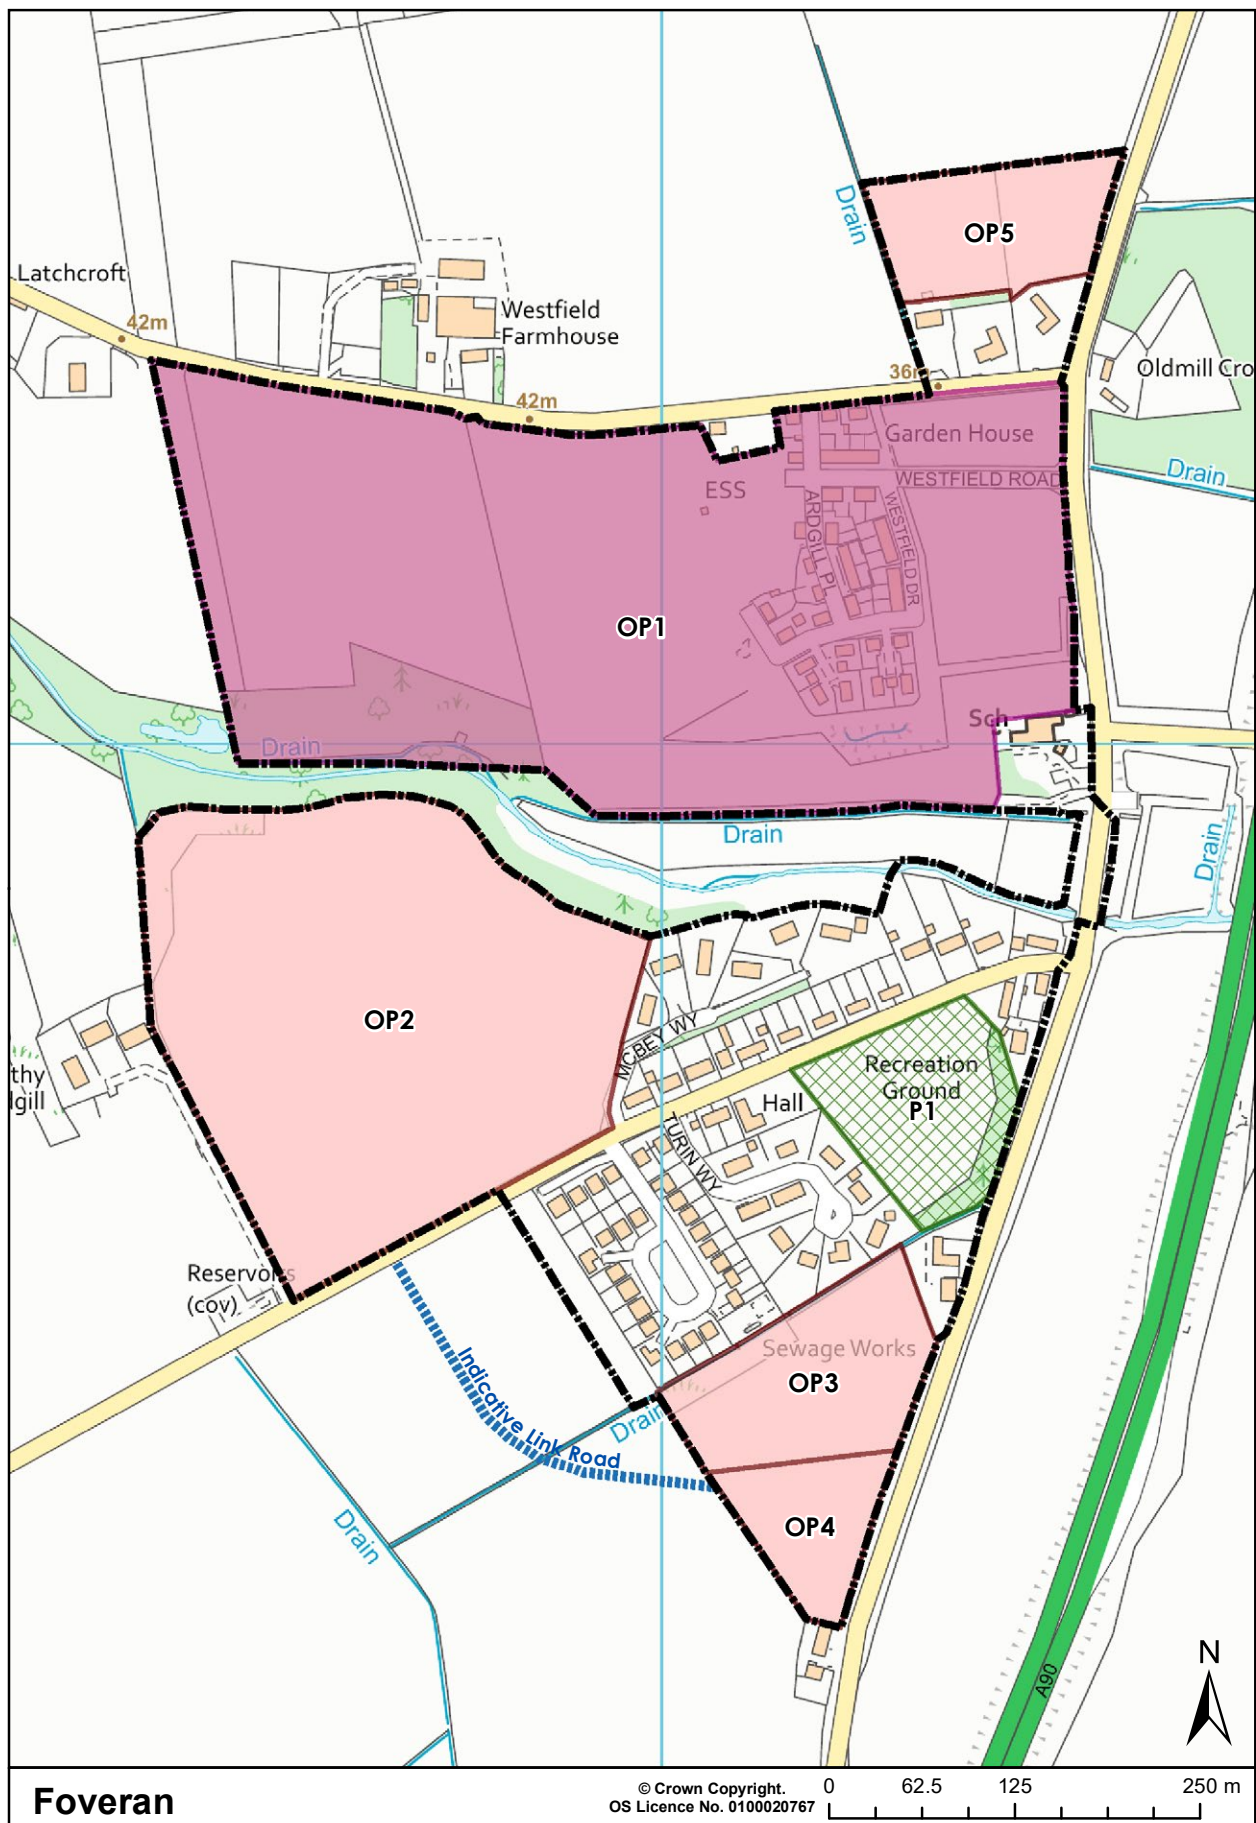 Drain
OP5
Latchcroft
42m
Westfield
Farmhouse
Oldmill Cro
36m
42m
Garden House
Drain
WESTFIELD ROAD
ESS
ARDGILL PL
WESTFIELD DR
OP1
Sch
Drain
Drain
Drain
OP2
MCBEY WY
Recreation
Ground
P1
thy
lgill
Hall
TURIN WY
Reservoirs
(cov)
Sewage Works
Indicative Link Road
OP3
Drain
OP4
Drain
A90
N
Foveran
© Crown Copyright.
OS Licence No. 0100020767
0 62.5 125 250 m